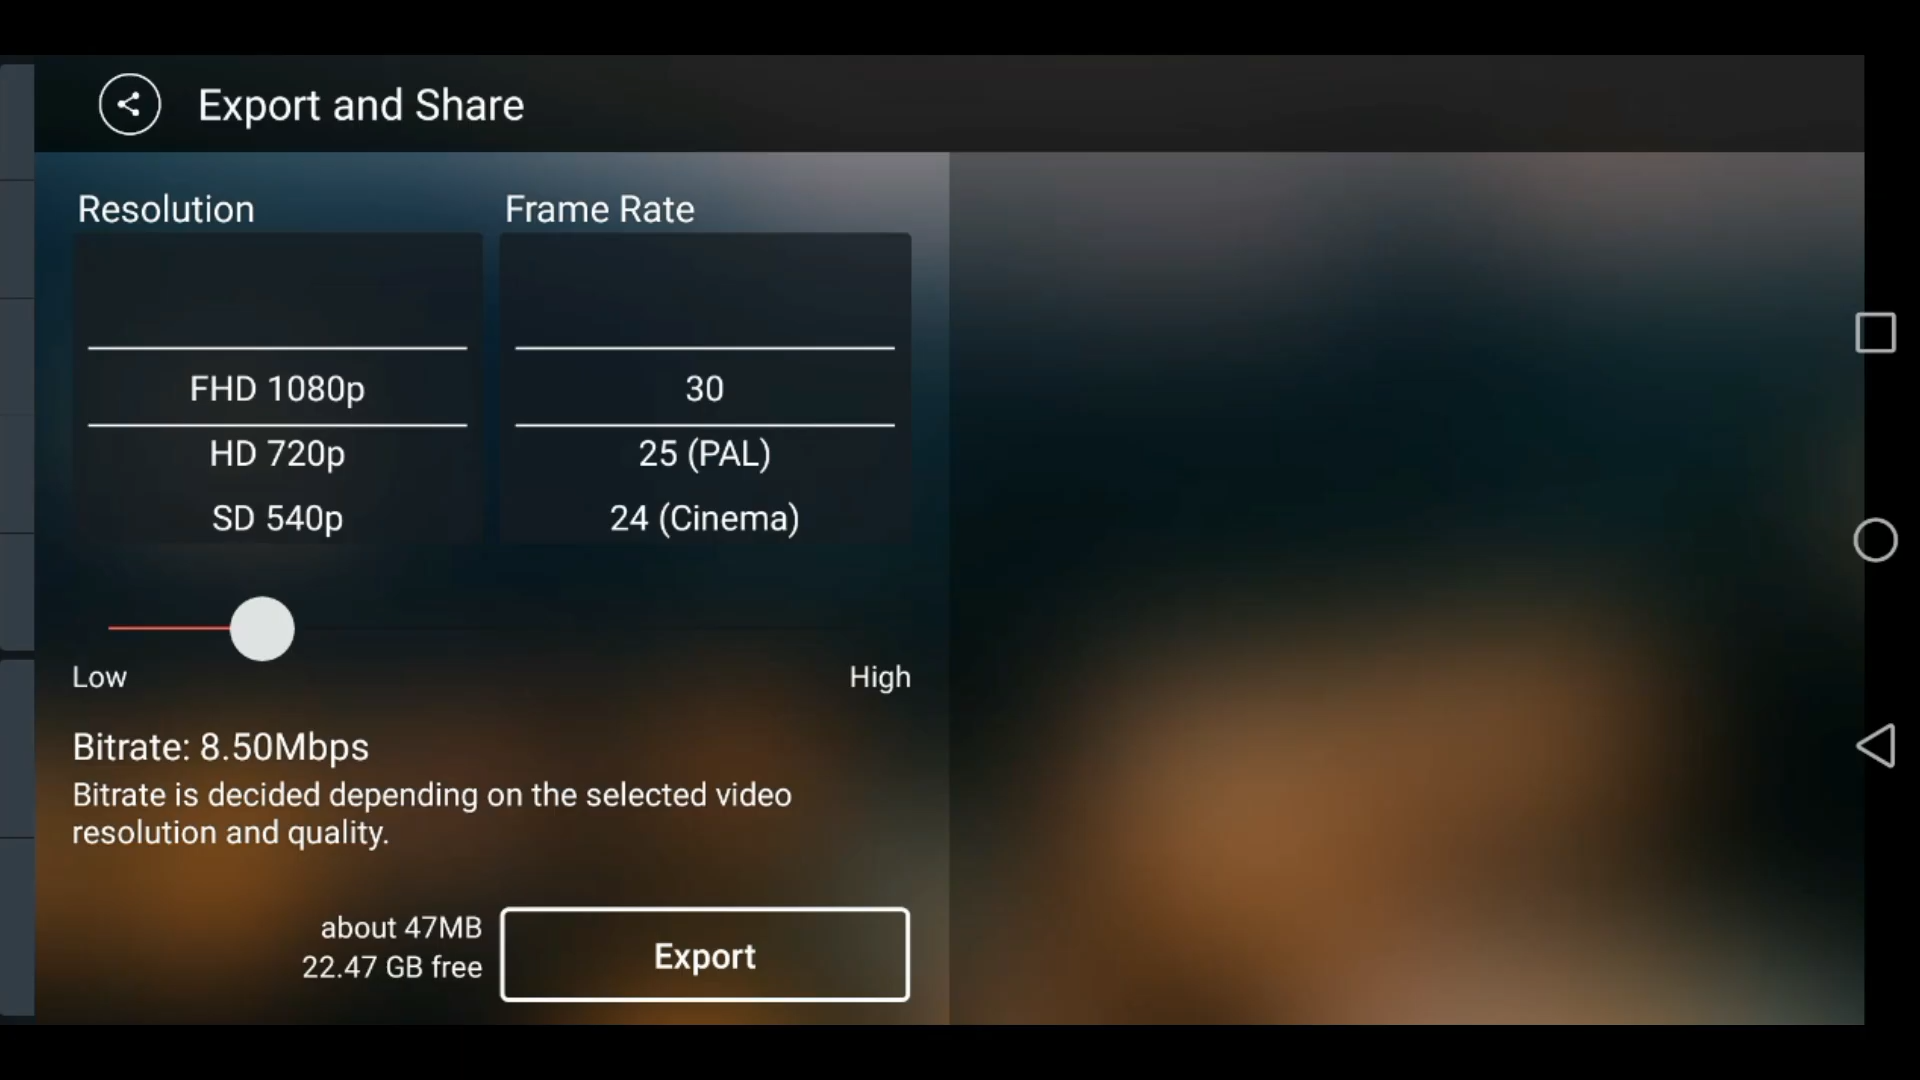 Export and Share
Resolution
Frame Rate
FHD 1080p
30
HD 720p
25 (PAL)
SD 540p
24 (Cinema)
Low
High
Bitrate: 8.50Mbps
Bitrate is decided depending on the selected video
resolution and quality.
about 47MB
22.47 GB free
Export